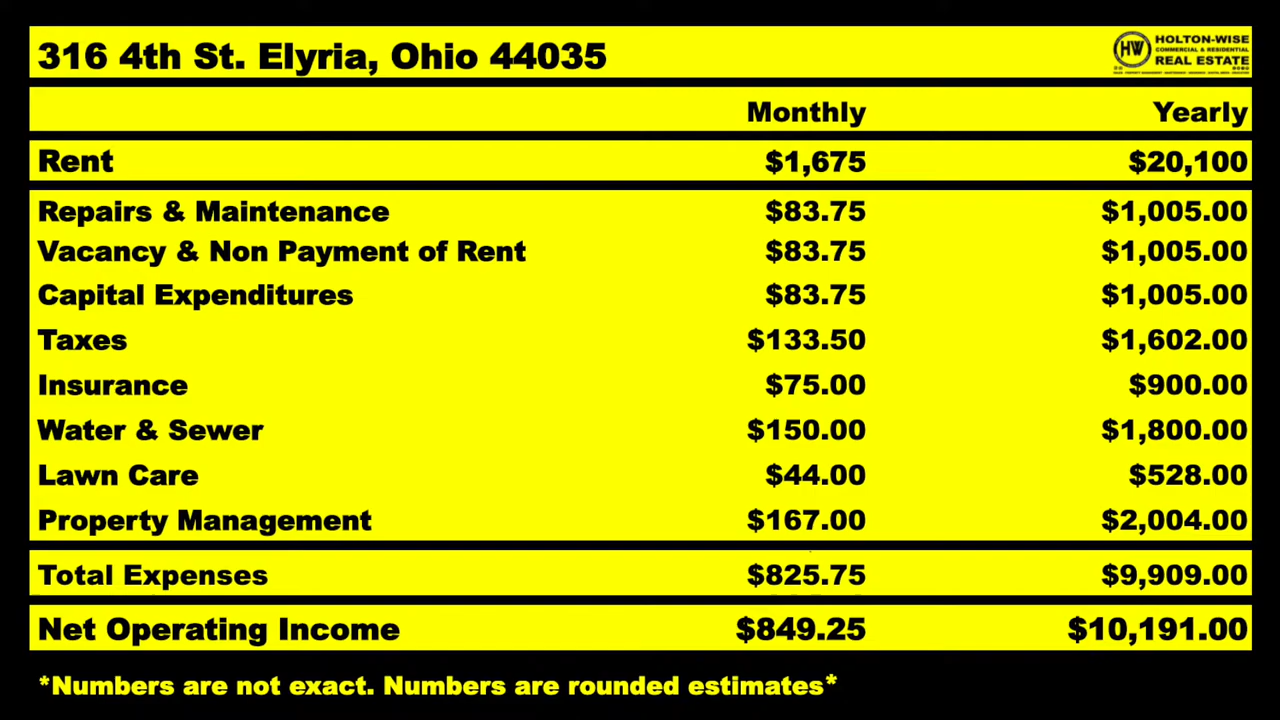 316 4th St. Elyria, Ohio 44035
HW
HOLTON-WISE
COMMERCIAL & RESIDENTIAL
REAL ESTATE
Monthly Yearly
Rent $1,675 $20,100
Repairs & Maintenance $83.75 $1,005.00
Vacancy & Non Payment of Rent $83.75 $1,005.00
Capital Expenditures $83.75 $1,005.00
Taxes $133.50 $1,602.00
Insurance $75.00 $900.00
Water & Sewer $150.00 $1,800.00
Lawn Care $44.00 $528.00
Property Management $167.00 $2,004.00
Total Expenses $825.75 $9,909.00
Net Operating Income $849.25 $10,191.00
*Numbers are not exact. Numbers are rounded estimates*